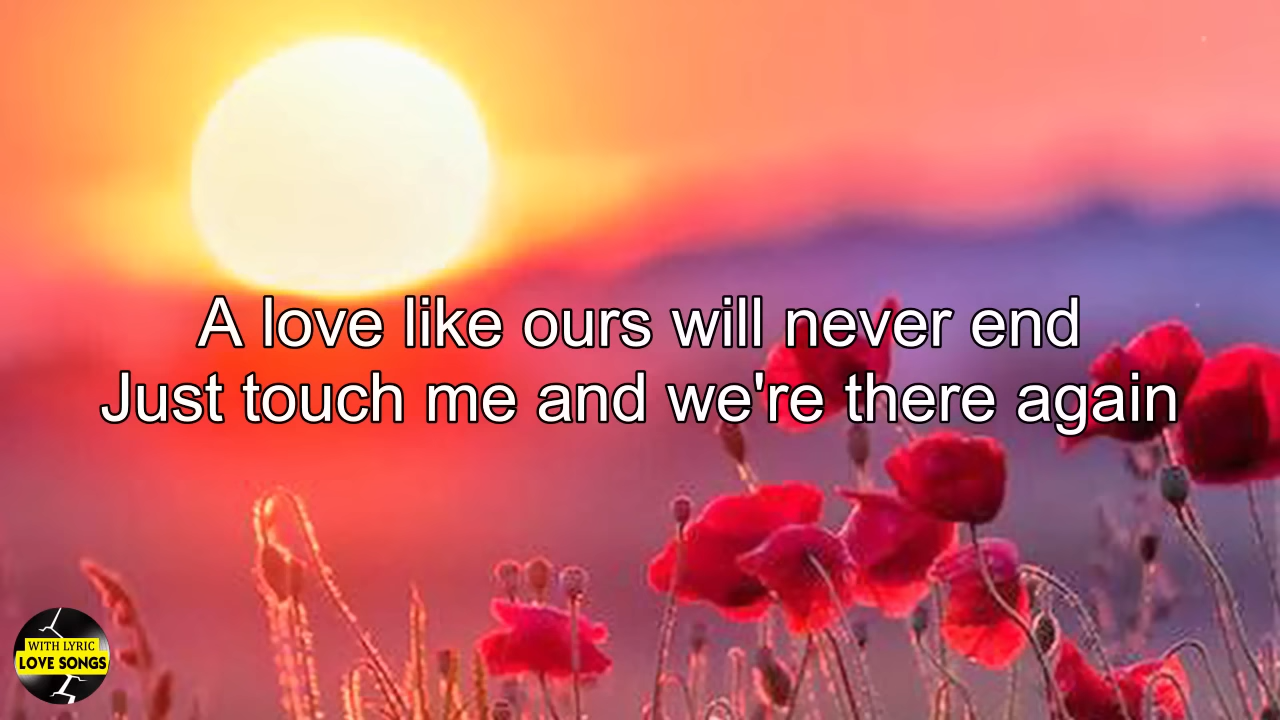 A love like ours will never end
Just touch me and we're there again
WITH LYRIC
LOVE SONGS